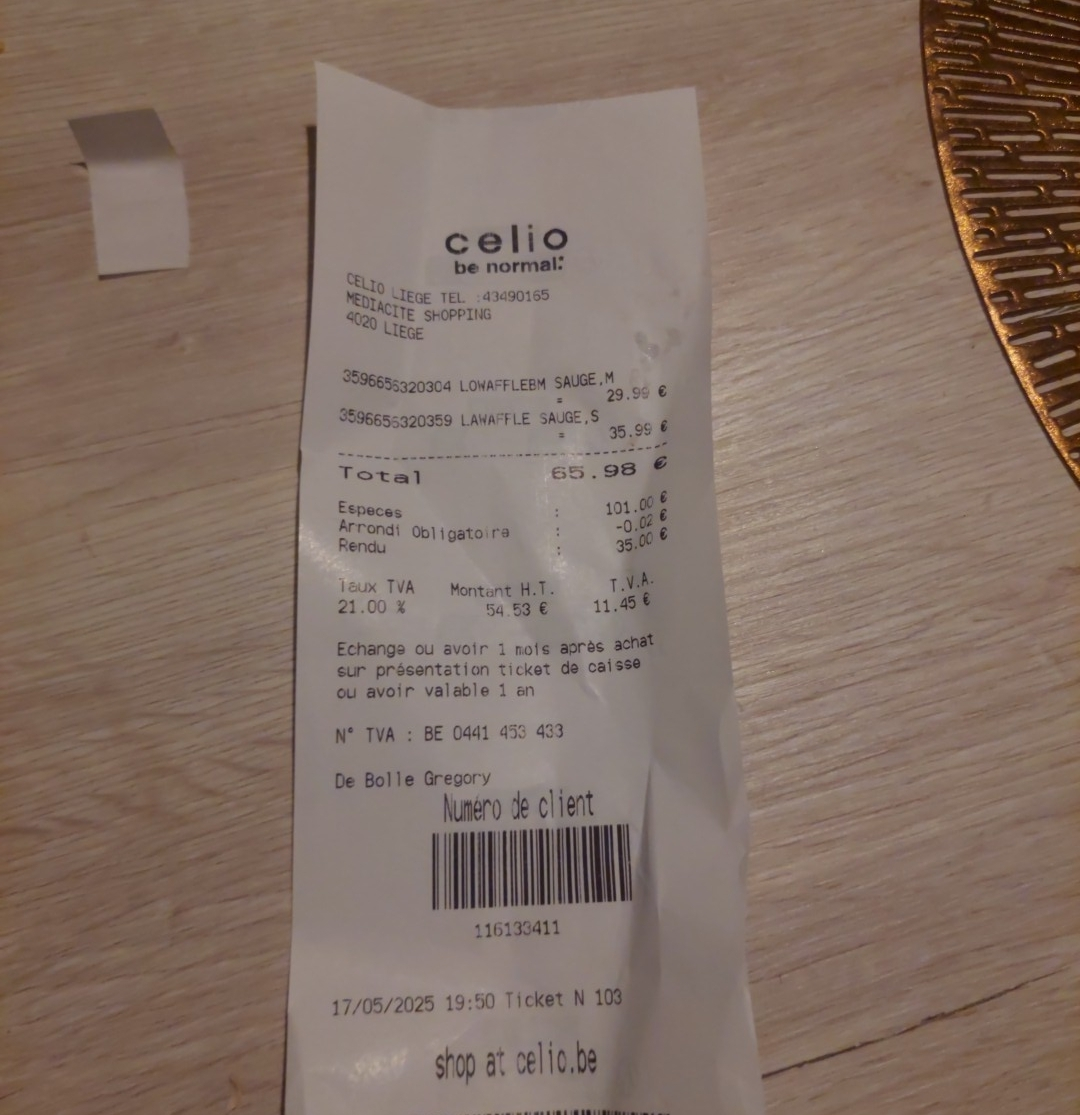 celio
be normal:
CELIO LIEGE TEL :43490165
MEDIACITE SHOPPING
4020 LIEGE
3596656320304 LOWAFFLEBM SAUGE,M
= 29.99 €
3596656320359 LAWAFFLE SAUGE,S
= 35.99 €
Total 65.98 €
Especes : 101.00 €
Arrondi Obligatoire : -0.02 €
Rendu : 35.00 €
Taux TVA Montant H.T. T.V.A.
21.00 % 54.53 € 11.45 €
Echange ou avoir 1 mois après achat
sur présentation ticket de caisse
ou avoir valable 1 an
N° TVA : BE 0441 453 433
De Bolle Gregory
Numéro de client
116133411
17/05/2025 19:50 Ticket N 103
shop at celio.be